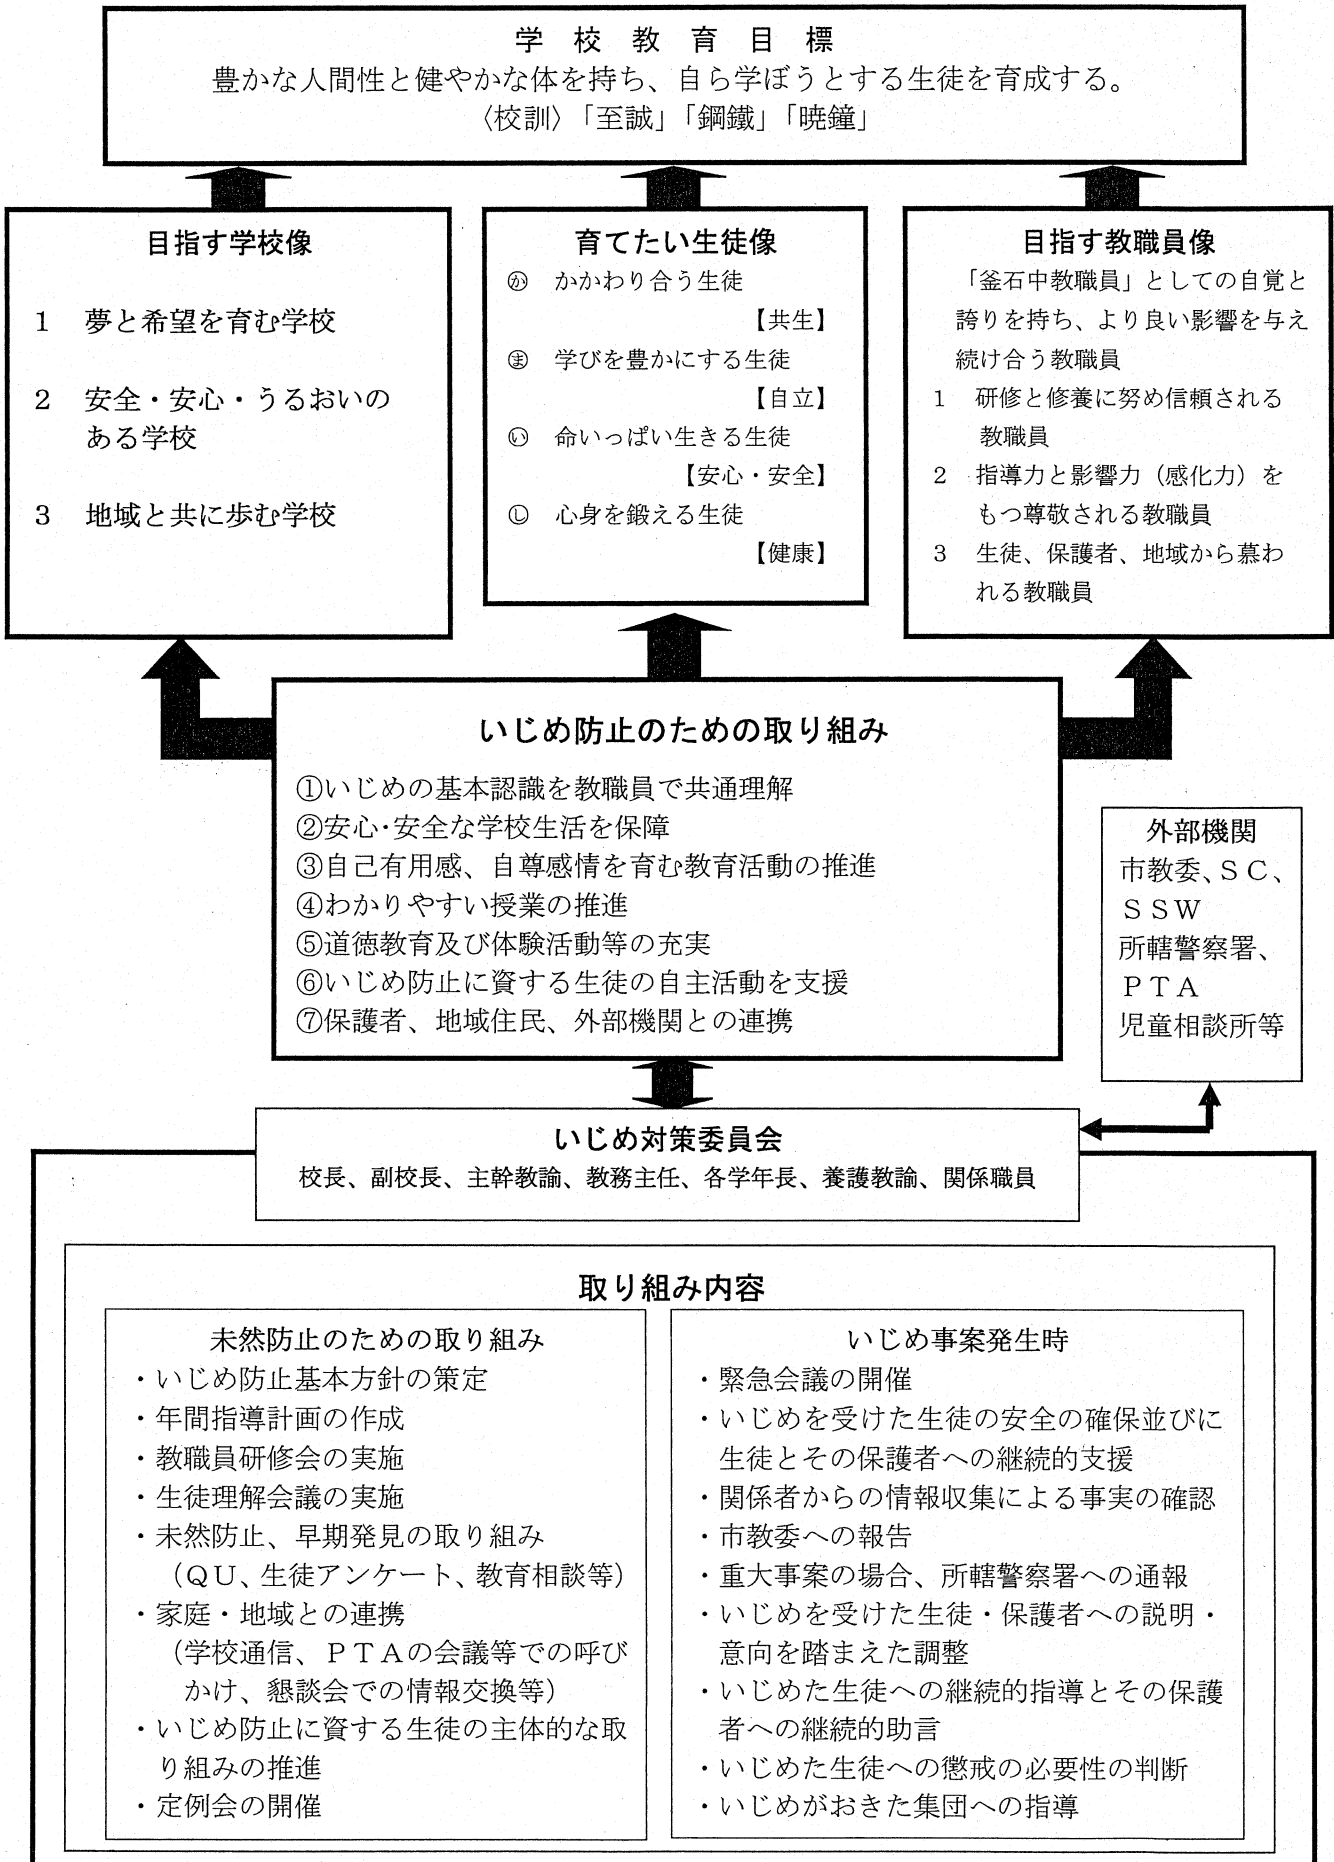 学 校 教 育 目 標
豊かな人間性と健やかな体を持ち、自ら学ぼうとする生徒を育成する。
〈校訓〉「至誠」「鋼鐵」「暁鐘」
目指す学校像
1 夢と希望を育む学校
2 安全・安心・うるおいの
ある学校
3 地域と共に歩む学校
育てたい生徒像
㋕ かかわり合う生徒
【共生】
㋮ 学びを豊かにする生徒
【自立】
㋑ 命いっぱい生きる生徒
【安心・安全】
㋛ 心身を鍛える生徒
【健康】
目指す教職員像
「釜石中教職員」としての自覚と
誇りを持ち、より良い影響を与え
続け合う教職員
1 研修と修養に努め信頼される
教職員
2 指導力と影響力（感化力）を
もつ尊敬される教職員
3 生徒、保護者、地域から慕わ
れる教職員
いじめ防止のための取り組み
①いじめの基本認識を教職員で共通理解
②安心･安全な学校生活を保障
③自己有用感、自尊感情を育む教育活動の推進
④わかりやすい授業の推進
⑤道徳教育及び体験活動等の充実
⑥いじめ防止に資する生徒の自主活動を支援
⑦保護者、地域住民、外部機関との連携
外部機関
市教委、ＳＣ、
ＳＳＷ
所轄警察署、
ＰＴＡ
児童相談所等
いじめ対策委員会
校長、副校長、主幹教諭、教務主任、各学年長、養護教諭、関係職員
取り組み内容
未然防止のための取り組み
・いじめ防止基本方針の策定
・年間指導計画の作成
・教職員研修会の実施
・生徒理解会議の実施
・未然防止、早期発見の取り組み
（ＱＵ、生徒アンケート、教育相談等）
・家庭・地域との連携
（学校通信、ＰＴＡの会議等での呼び
かけ、懇談会での情報交換等）
・いじめ防止に資する生徒の主体的な取
り組みの推進
・定例会の開催
いじめ事案発生時
・緊急会議の開催
・いじめを受けた生徒の安全の確保並びに
生徒とその保護者への継続的支援
・関係者からの情報収集による事実の確認
・市教委への報告
・重大事案の場合、所轄警察署への通報
・いじめを受けた生徒・保護者への説明・
意向を踏まえた調整
・いじめた生徒への継続的指導とその保護
者への継続的助言
・いじめた生徒への懲戒の必要性の判断
・いじめがおきた集団への指導